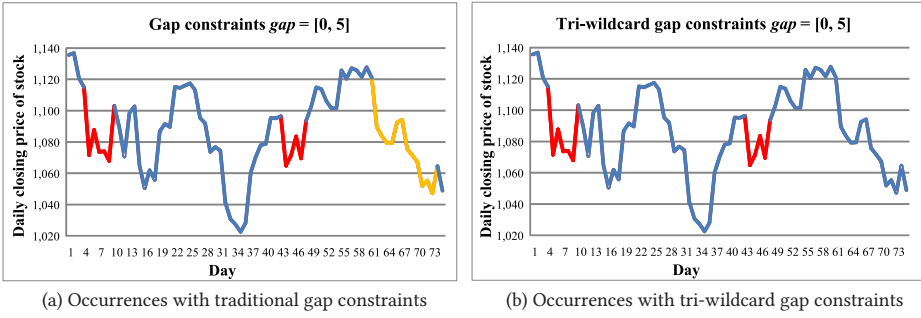 Gap constraints gap = [0, 5]
Daily closing price of stock
1,140
1,120
1,100
1,080
1,060
1,040
1,020
1 4 7 10 13 16 19 22 25 28 31 34 37 40 43 46 49 52 55 58 61 64 67 70 73
Day
(a) Occurrences with traditional gap constraints
Tri-wildcard gap constraints gap = [0, 5]
Daily closing price of stock
1,140
1,120
1,100
1,080
1,060
1,040
1,020
1 4 7 10 13 16 19 22 25 28 31 34 37 40 43 46 49 52 55 58 61 64 67 70 73
Day
(b) Occurrences with tri-wildcard gap constraints